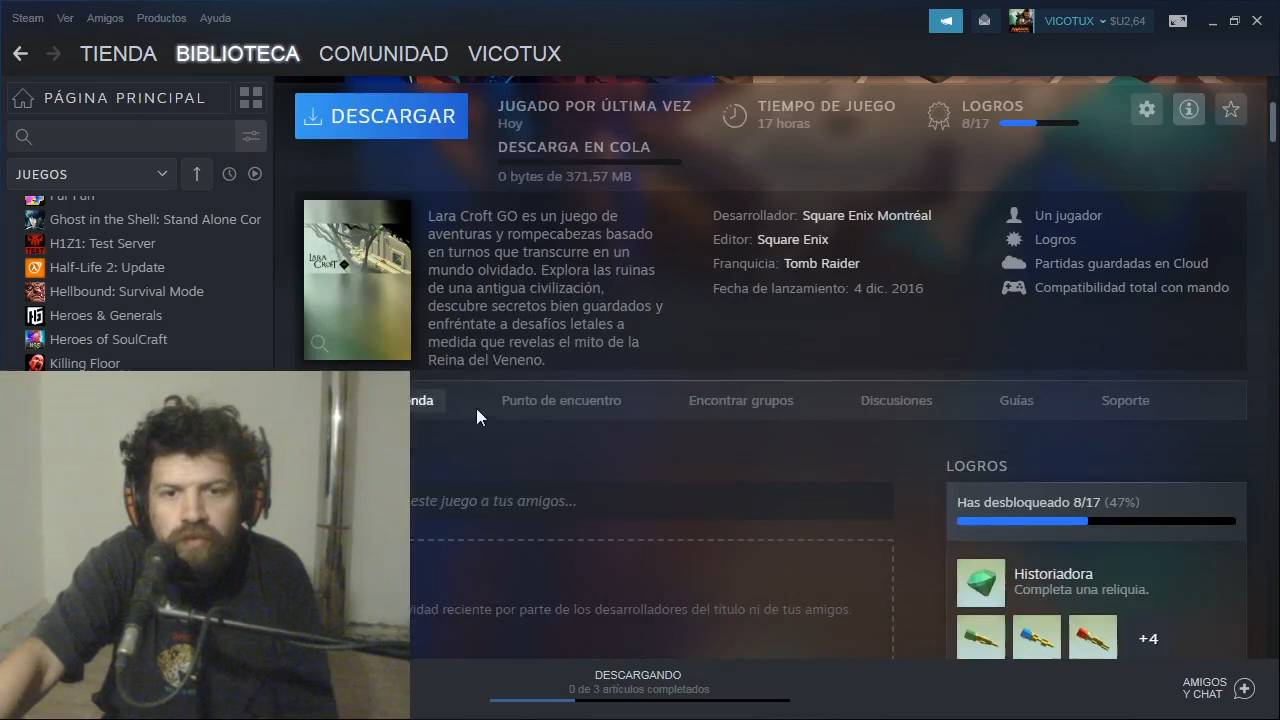 Steam Ver Amigos Productos Ayuda
VICOTUX $U2,64
TIENDA BIBLIOTECA COMUNIDAD VICOTUX
PÁGINA PRINCIPAL
JUEGOS
Fur Fun
Ghost in the Shell: Stand Alone Cor
H1Z1: Test Server
Half-Life 2: Update
Hellbound: Survival Mode
Heroes & Generals
Heroes of SoulCraft
Killing Floor
DESCARGAR
JUGADO POR ÚLTIMA VEZ
Hoy
TIEMPO DE JUEGO
17 horas
LOGROS
8/17
DESCARGA EN COLA
0 bytes de 371,57 MB
LARA CROFT GO
Lara Croft GO es un juego de
aventuras y rompecabezas basado
en turnos que transcurre en un
mundo olvidado. Explora las ruinas
de una antigua civilización,
descubre secretos bien guardados y
enfréntate a desafíos letales a
medida que revelas el mito de la
Reina del Veneno.
Desarrollador: Square Enix Montréal
Editor: Square Enix
Franquicia: Tomb Raider
Fecha de lanzamiento: 4 dic. 2016
Un jugador
Logros
Partidas guardadas en Cloud
Compatibilidad total con mando
enda Punto de encuentro Encontrar grupos Discusiones Guías Soporte
este juego a tus amigos...
vidad reciente por parte de los desarrolladores del título ni de tus amigos.
LOGROS
Has desbloqueado 8/17 (47%)
Historiadora
Completa una reliquia.
+4
DESCARGANDO
0 de 3 artículos completados
AMIGOS
Y CHAT